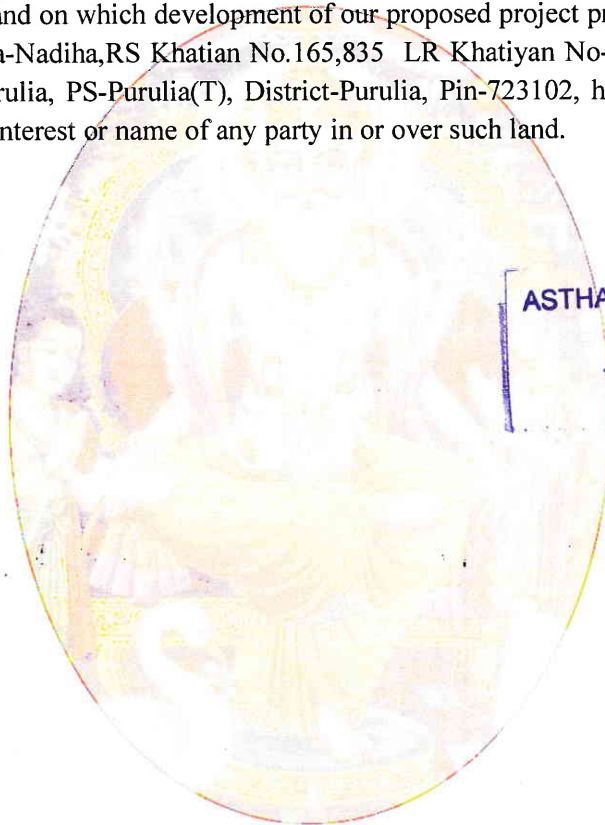 and on which development of our proposed project pr
a-Nadiha,RS Khatian No.165,835 LR Khatiyan No-
rulia, PS-Purulia(T), District-Purulia, Pin-723102, h
interest or name of any party in or over such land.
ASTHA